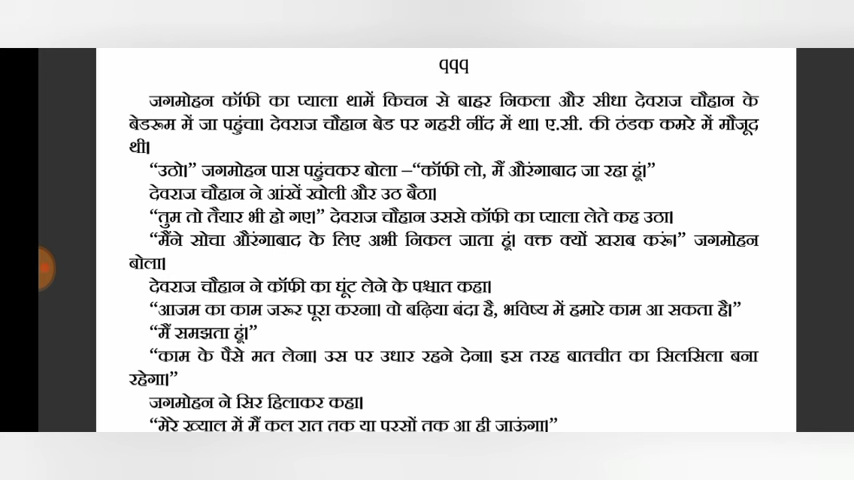 qqq
जगमोहन कॉफी का प्याला थामें किचन से बाहर निकला और सीधा देवराज चौहान के
बेडरूम में जा पहुंचा। देवराज चौहान बेड पर गहरी नींद में था। ए.सी. की ठंडक कमरे में मौजूद
थी।
“उठो।” जगमोहन पास पहुंचकर बोला –“कॉफी लो, मैं औरंगाबाद जा रहा हूं।”
देवराज चौहान ने आंखें खोली और उठ बैठा।
“तुम तो तैयार भी हो गए।” देवराज चौहान उससे कॉफी का प्याला लेते कह उठा।
“मैंने सोचा औरंगाबाद के लिए अभी निकल जाता हूं। वक्त क्यों खराब करूं।” जगमोहन
बोला।
देवराज चौहान ने कॉफी का घूंट लेने के पश्चात कहा।
“आजम का काम जरूर पूरा करना। वो बढ़िया बंदा है, भविष्य में हमारे काम आ सकता है।”
“मैं समझता हूं।”
“काम के पैसे मत लेना। उस पर उधार रहने देना। इस तरह बातचीत का सिलसिला बना
रहेगा।”
जगमोहन ने सिर हिलाकर कहा।
“मेरे ख्याल में मैं कल रात तक या परसों तक आ ही जाऊंगा।”